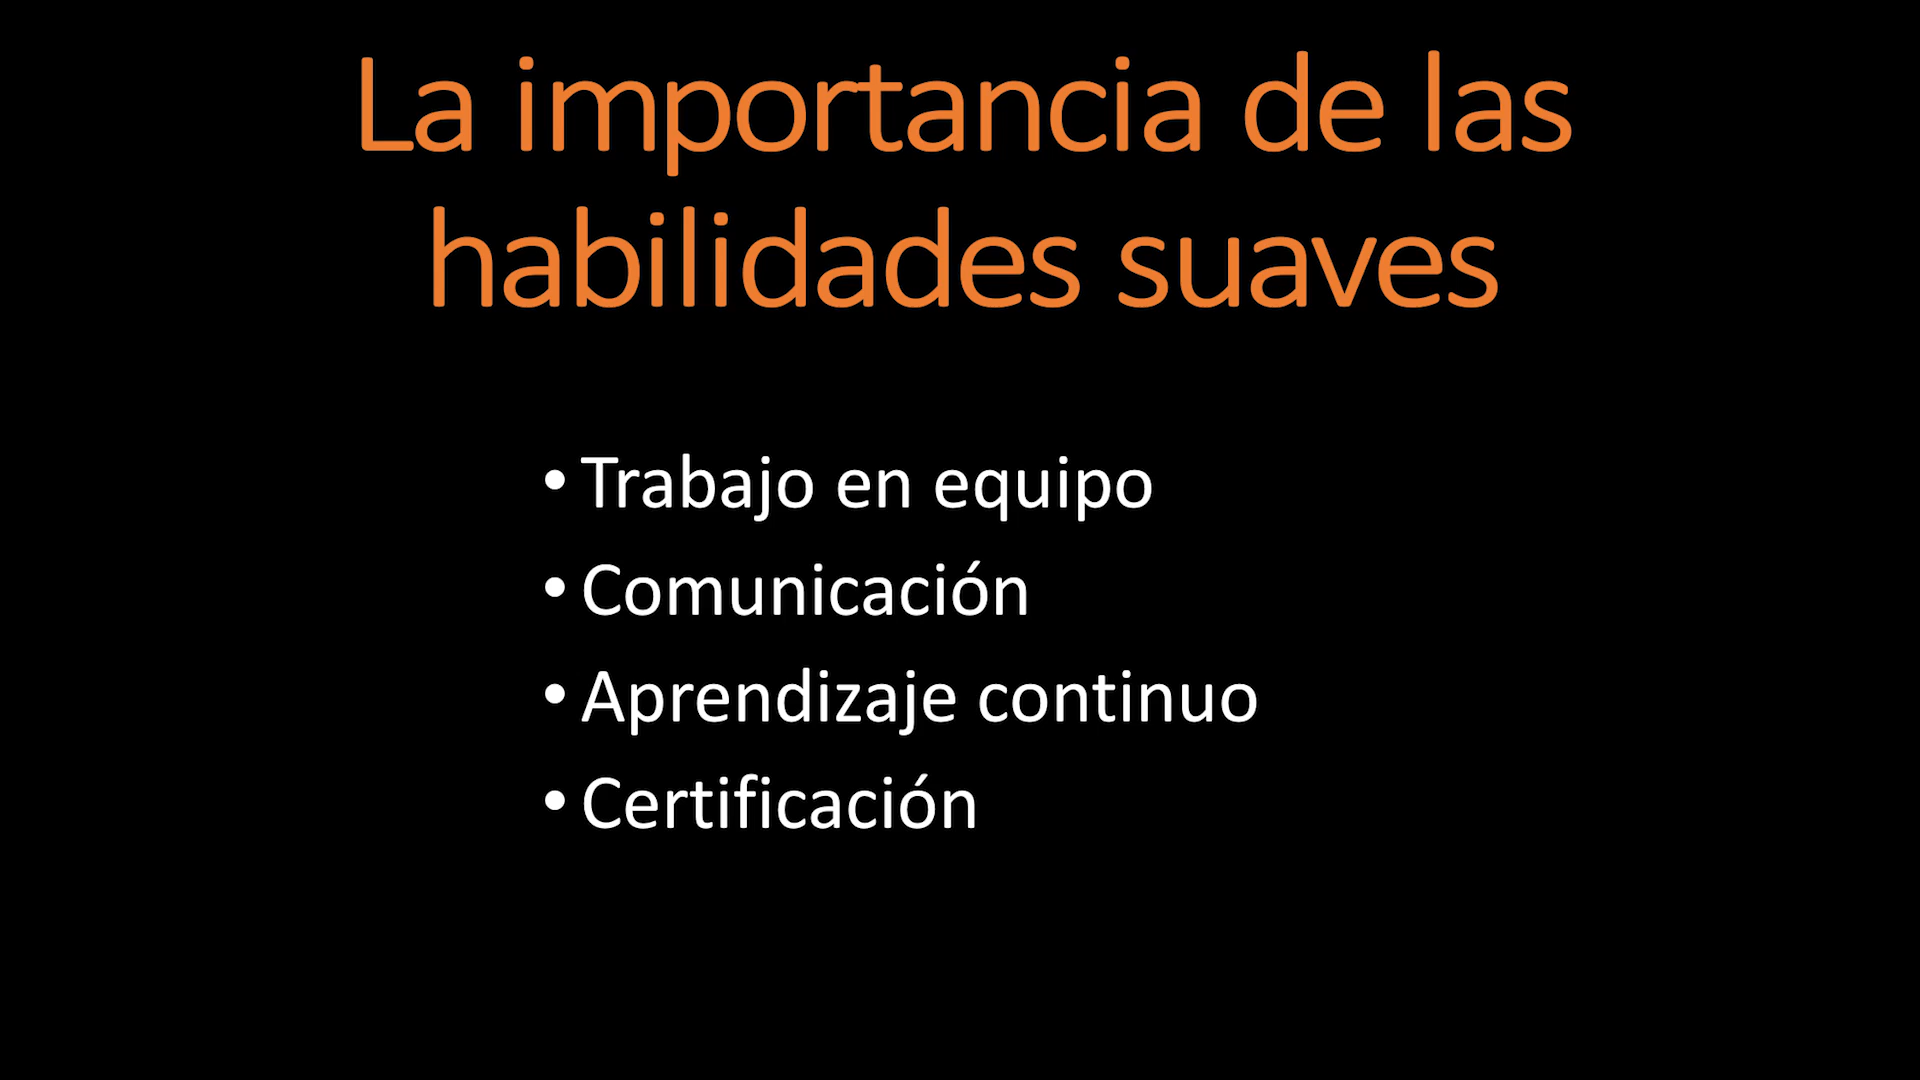 La importancia de las
habilidades suaves
• Trabajo en equipo
• Comunicación
• Aprendizaje continuo
• Certificación